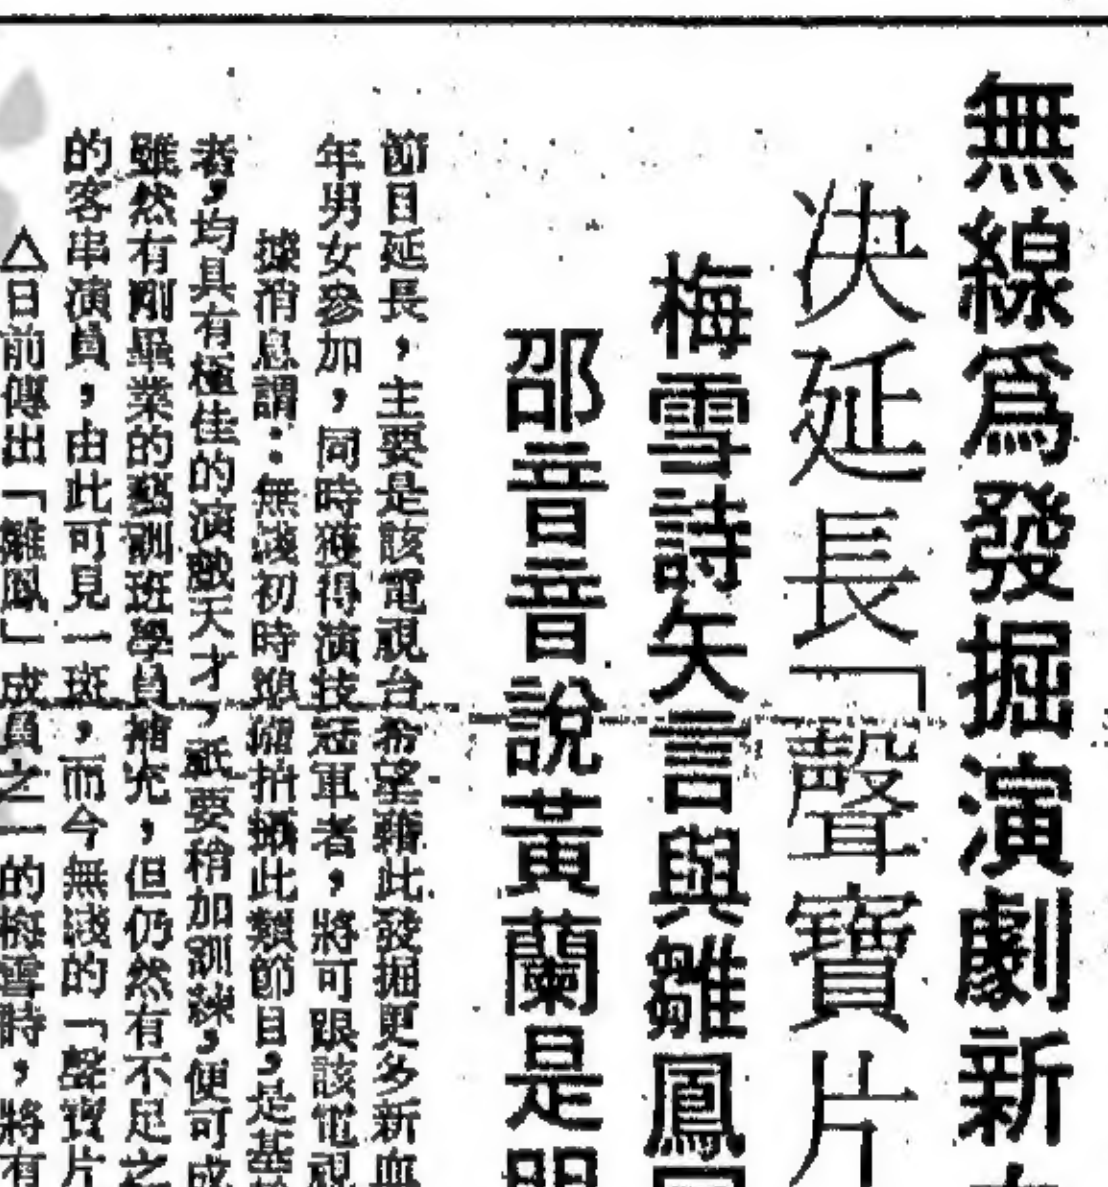 無線爲發掘演劇新
決延長「聲寶片
梅雪詩矢言與雛鳳
邵音音說黃蘭是
節目延長，主要是該電視台希望藉此發掘更多新血
年男女參加，同時獲得演技冠軍者，將可跟該電視
據消息謂：無綫初時準備拍攝此類節目，是基
者，均具有極佳的演戲天才，祇要稍加訓練，便可成
雖然有剛畢業的藝訓班學員補充，但仍然有不足之
的客串演員，由此可見一斑，而今無綫的「聲寶片
△日前傳出「雛鳳」成員之一的梅雪時，將有